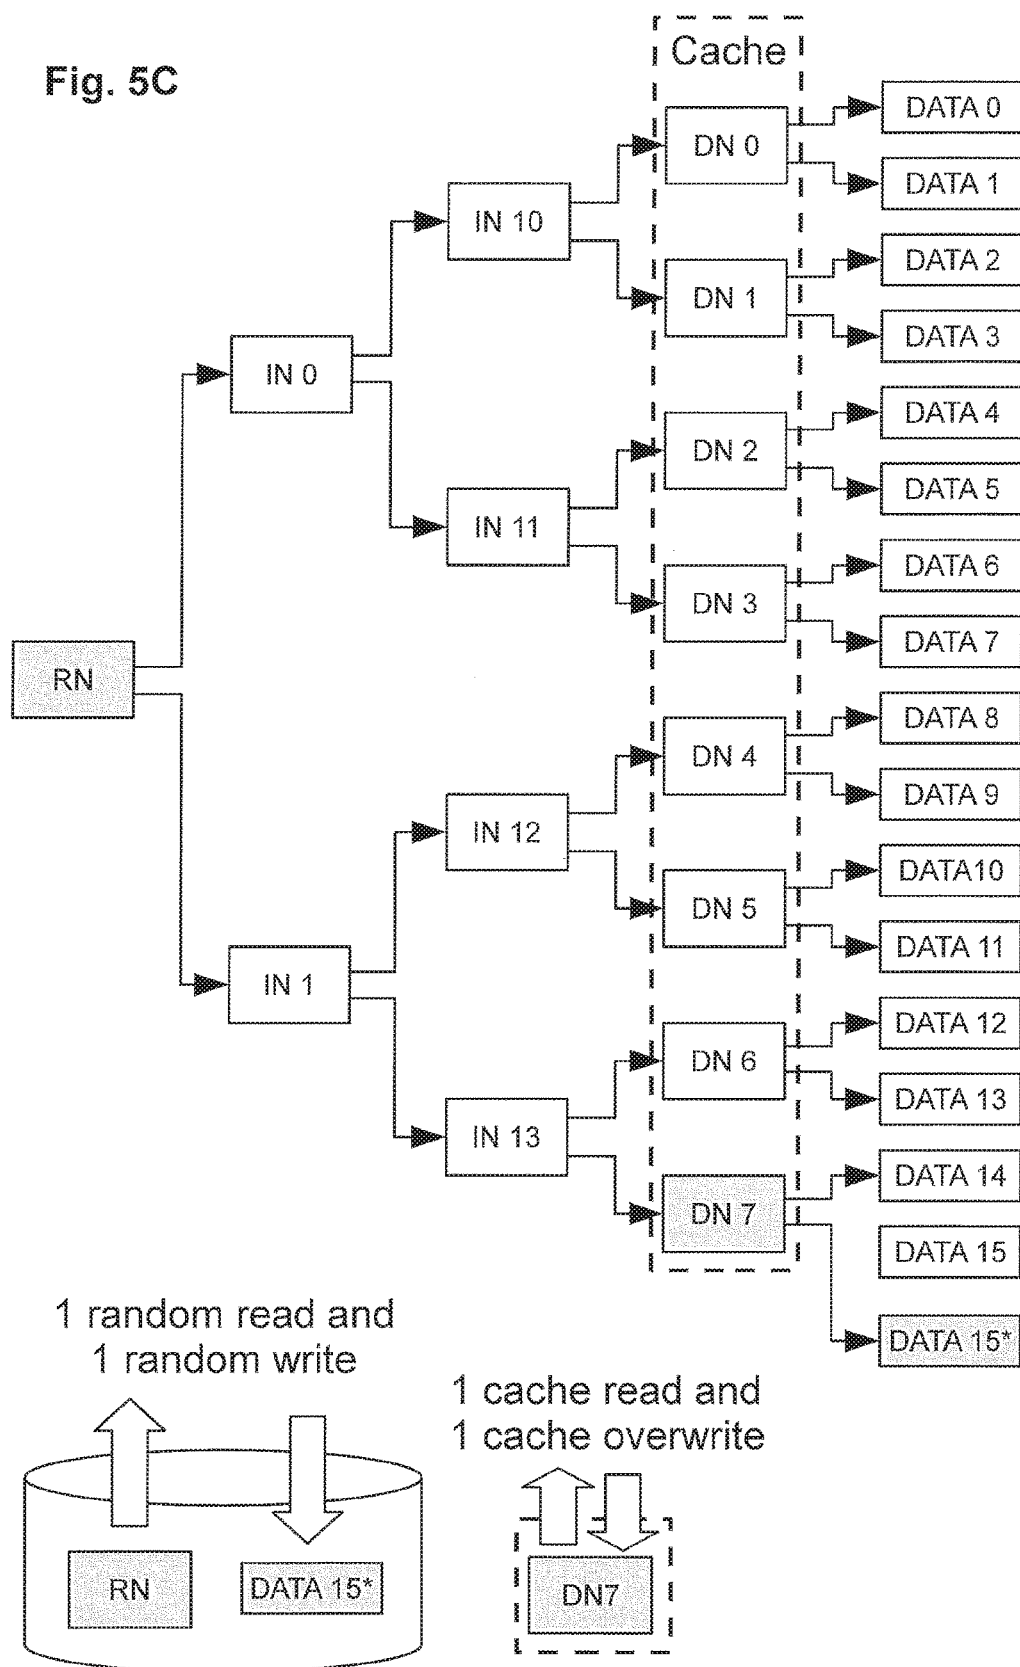 Fig. 5C
Cache
DN 0
DATA 0
DATA 1
IN 10
DN 1
DATA 2
DATA 3
IN 0
DN 2
DATA 4
DATA 5
IN 11
DN 3
DATA 6
DATA 7
RN
DN 4
DATA 8
DATA 9
IN 12
DN 5
DATA10
DATA 11
IN 1
DN 6
DATA 12
DATA 13
IN 13
DN 7
DATA 14
DATA 15
DATA 15*
1 random read and
1 random write
RN
DATA 15*
1 cache read and
1 cache overwrite
DN7